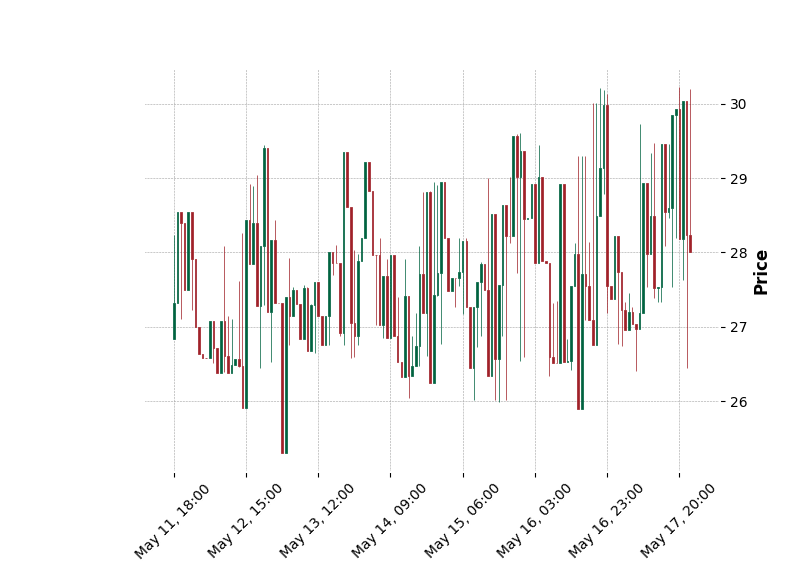 30
29
28
27
26
Price
May 11, 18:00
May 12, 15:00
May 13, 12:00
May 14, 09:00
May 15, 06:00
May 16, 03:00
May 16, 23:00
May 17, 20:00